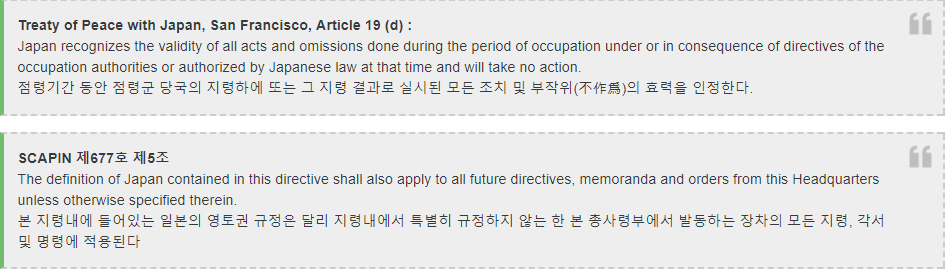 Treaty of Peace with Japan, San Francisco, Article 19 (d) :
Japan recognizes the validity of all acts and omissions done during the period of occupation under or in consequence of directives of the
occupation authorities or authorized by Japanese law at that time and will take no action.
점령기간 동안 점령군 당국의 지령하에 또는 그 지령 결과로 실시된 모든 조치 및 부작위(不作爲)의 효력을 인정한다.
SCAPIN 제677호 제5조
The definition of Japan contained in this directive shall also apply to all future directives, memoranda and orders from this Headquarters
unless otherwise specified therein.
본 지령내에 들어있는 일본의 영토권 규정은 달리 지령내에서 특별히 규정하지 않는 한 본 총사령부에서 발동하는 장차의 모든 지령, 각서
및 명령에 적용된다